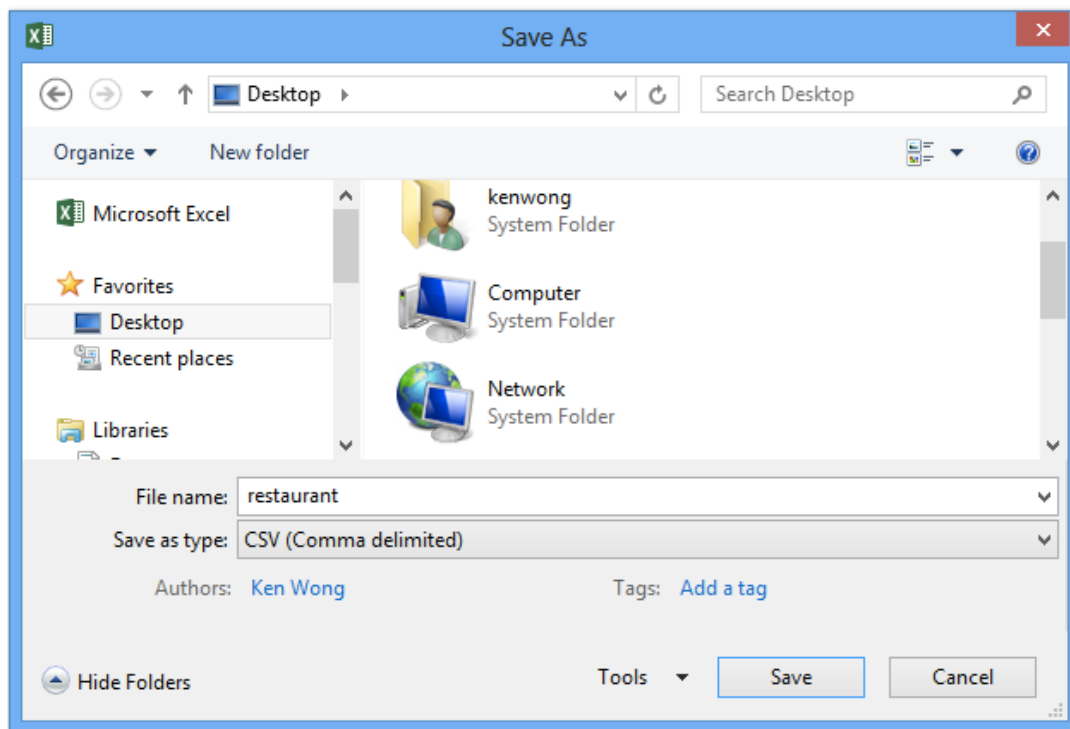 Save As
Desktop
Search Desktop
Organize
New folder
Microsoft Excel
Favorites
Desktop
Recent places
Libraries
kenwong
System Folder
Computer
System Folder
Network
System Folder
File name: restaurant
Save as type: CSV (Comma delimited)
Authors: Ken Wong Tags: Add a tag
Hide Folders Tools Save Cancel